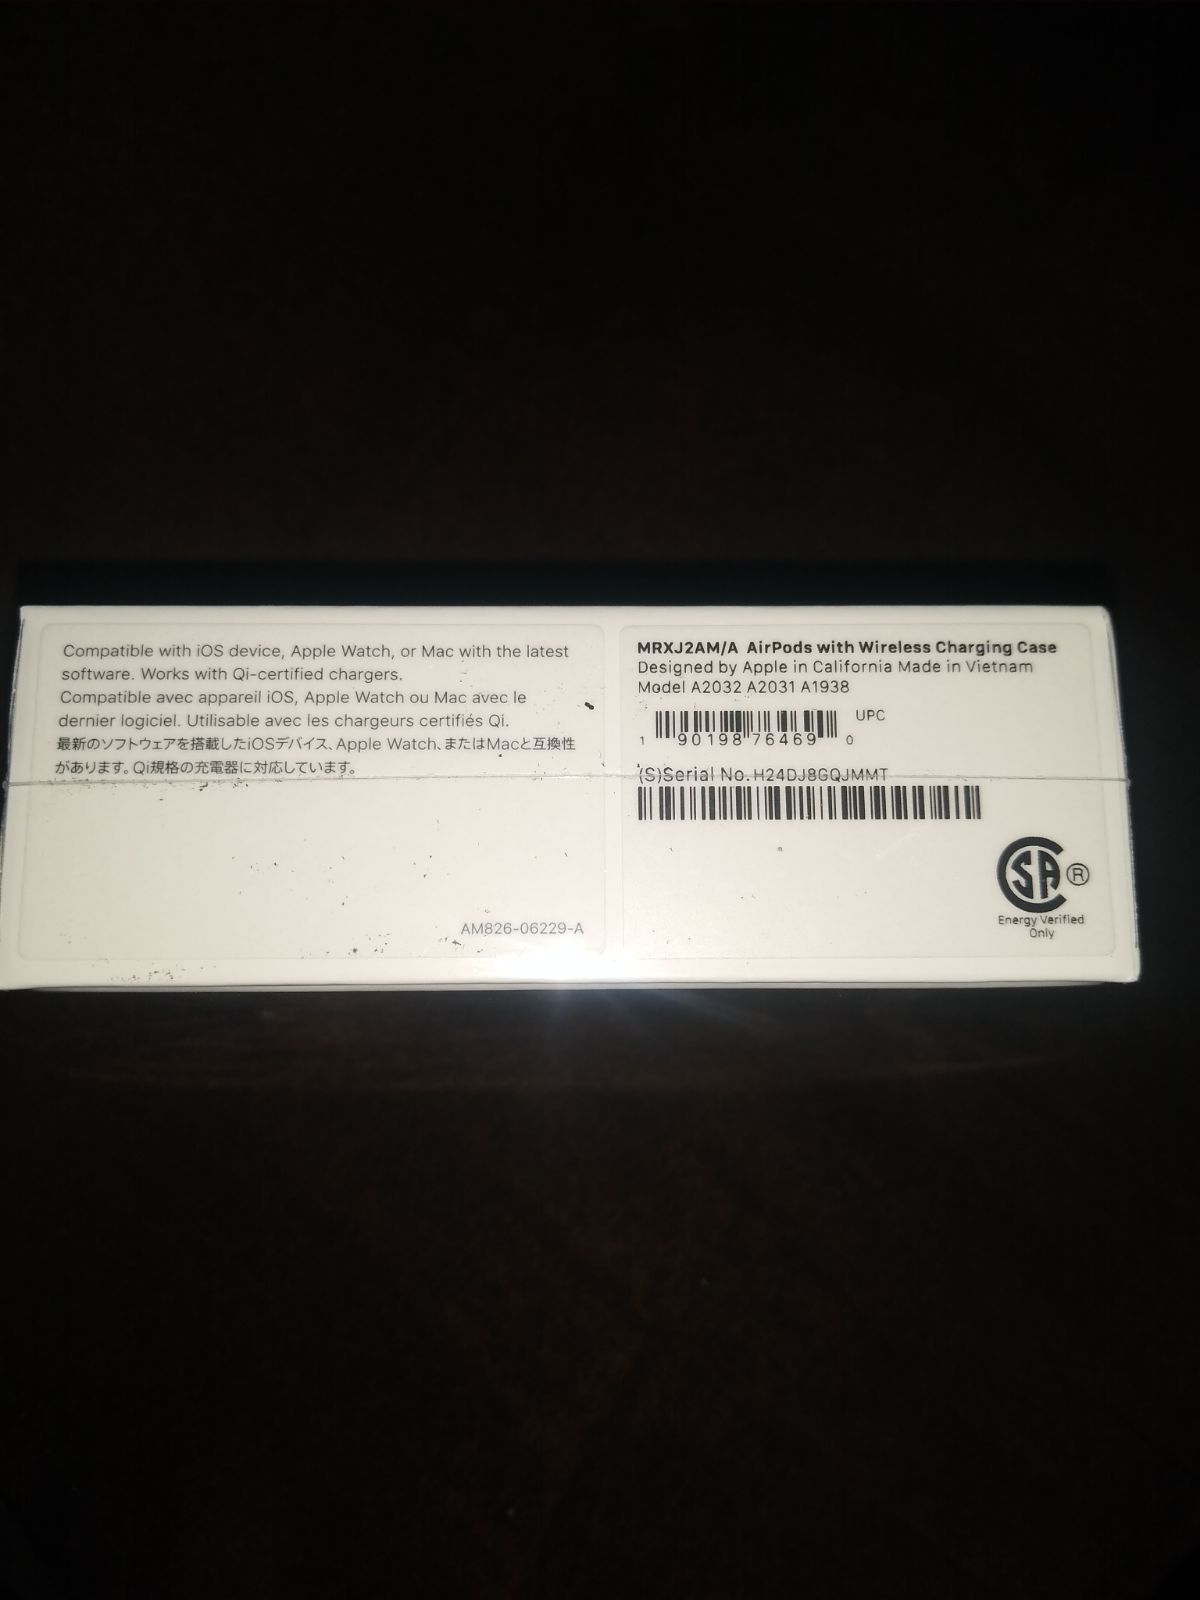 Compatible with iOS device, Apple Watch, or Mac with the latest
software. Works with Qi-certified chargers.
Compatible avec appareil iOS, Apple Watch ou Mac avec le
dernier logiciel. Utilisable avec les chargeurs certifiés Qi.
最新のソフトウェアを搭載したiOSデバイス、Apple Watch、またはMacと互換性
があります。Qi規格の充電器に対応しています。
AM826-06229-A
MRXJ2AM/A AirPods with Wireless Charging Case
Designed by Apple in California Made in Vietnam
Model A2032 A2031 A1938
UPC
1 90198 76469 0
(S)Serial No. H24DJ8GQJMMT
SA ®
Energy Verified
Only